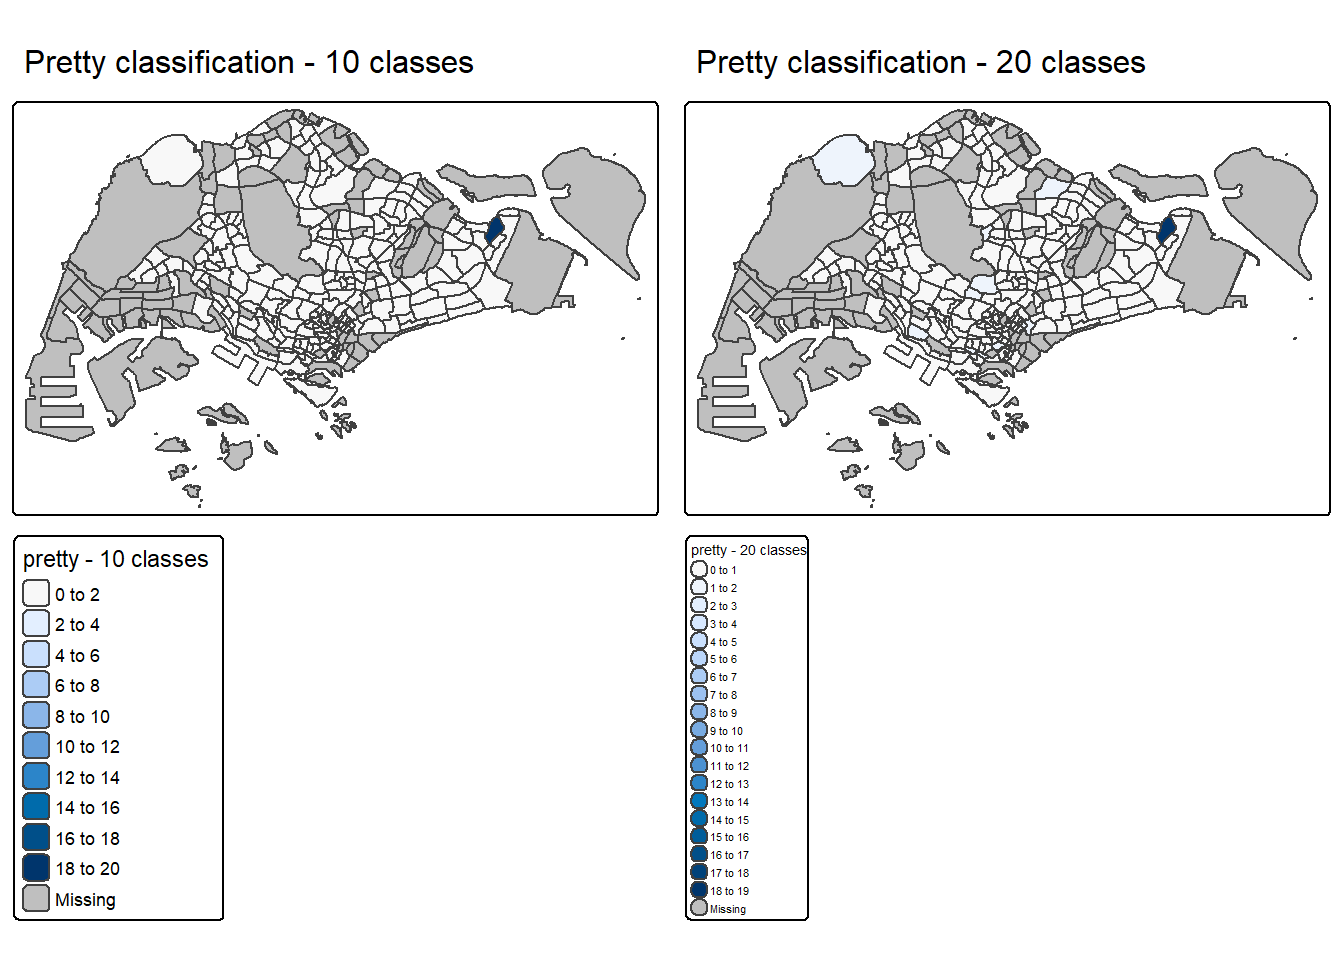 Pretty classification - 10 classes
Pretty classification - 20 classes
pretty - 10 classes
0 to 2
2 to 4
4 to 6
6 to 8
8 to 10
10 to 12
12 to 14
14 to 16
16 to 18
18 to 20
Missing
pretty - 20 classes
0 to 1
1 to 2
2 to 3
3 to 4
4 to 5
5 to 6
6 to 7
7 to 8
8 to 9
9 to 10
10 to 11
11 to 12
12 to 13
13 to 14
14 to 15
15 to 16
16 to 17
17 to 18
18 to 19
Missing